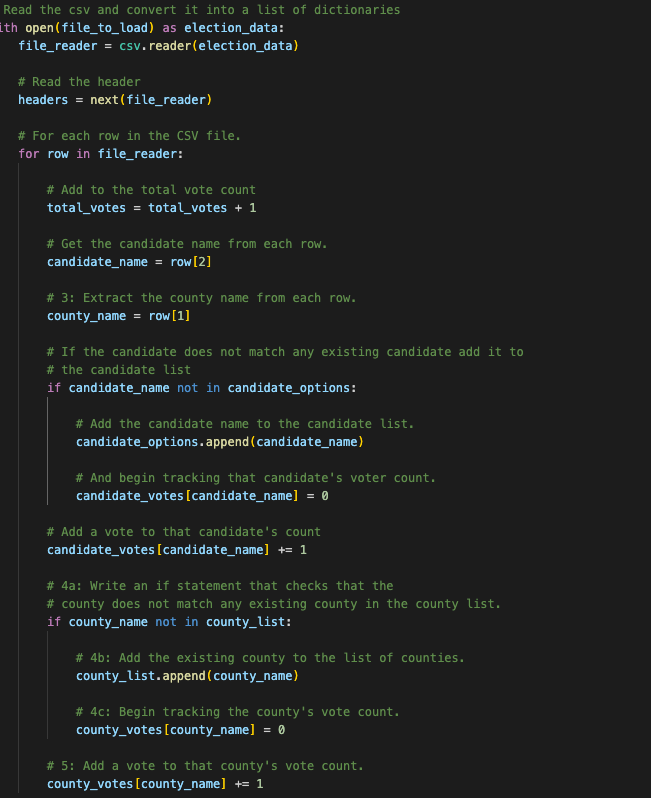 Read the csv and convert it into a list of dictionaries
ith open(file_to_load) as election_data:
file_reader = csv.reader(election_data)
# Read the header
headers = next(file_reader)
# For each row in the CSV file.
for row in file_reader:
# Add to the total vote count
total_votes = total_votes + 1
# Get the candidate name from each row.
candidate_name = row[2]
# 3: Extract the county name from each row.
county_name = row[1]
# If the candidate does not match any existing candidate add it to
# the candidate list
if candidate_name not in candidate_options:
# Add the candidate name to the candidate list.
candidate_options.append(candidate_name)
# And begin tracking that candidate's voter count.
candidate_votes[candidate_name] = 0
# Add a vote to that candidate's count
candidate_votes[candidate_name] += 1
# 4a: Write an if statement that checks that the
# county does not match any existing county in the county list.
if county_name not in county_list:
# 4b: Add the existing county to the list of counties.
county_list.append(county_name)
# 4c: Begin tracking the county's vote count.
county_votes[county_name] = 0
# 5: Add a vote to that county's vote count.
county_votes[county_name] += 1